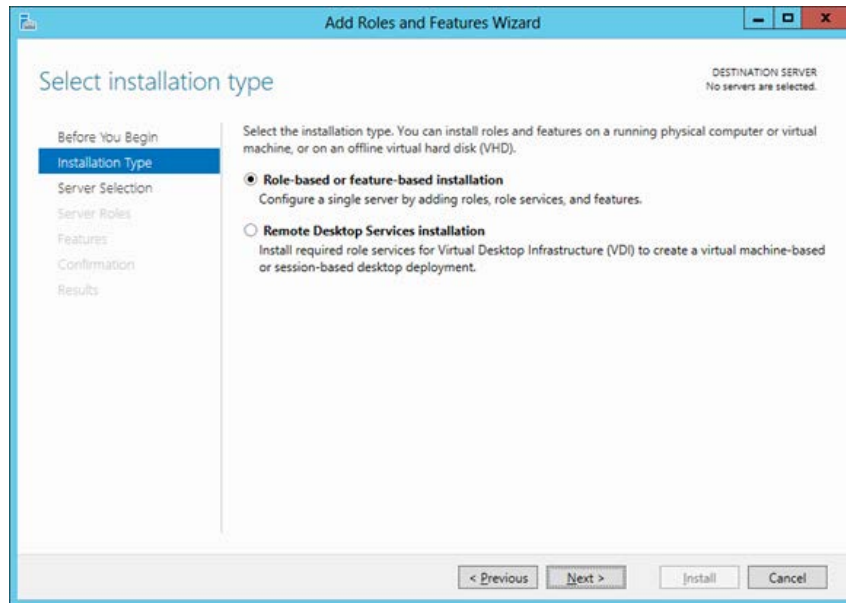 Add Roles and Features Wizard
Select installation type
DESTINATION SERVER
No servers are selected.
Before You Begin
Installation Type
Server Selection
Server Roles
Features
Confirmation
Results
Select the installation type. You can install roles and features on a running physical computer or virtual
machine, or on an offline virtual hard disk (VHD).
Role-based or feature-based installation
Configure a single server by adding roles, role services, and features.
Remote Desktop Services installation
Install required role services for Virtual Desktop Infrastructure (VDI) to create a virtual machine-based
or session-based desktop deployment.
< Previous
Next >
Install
Cancel